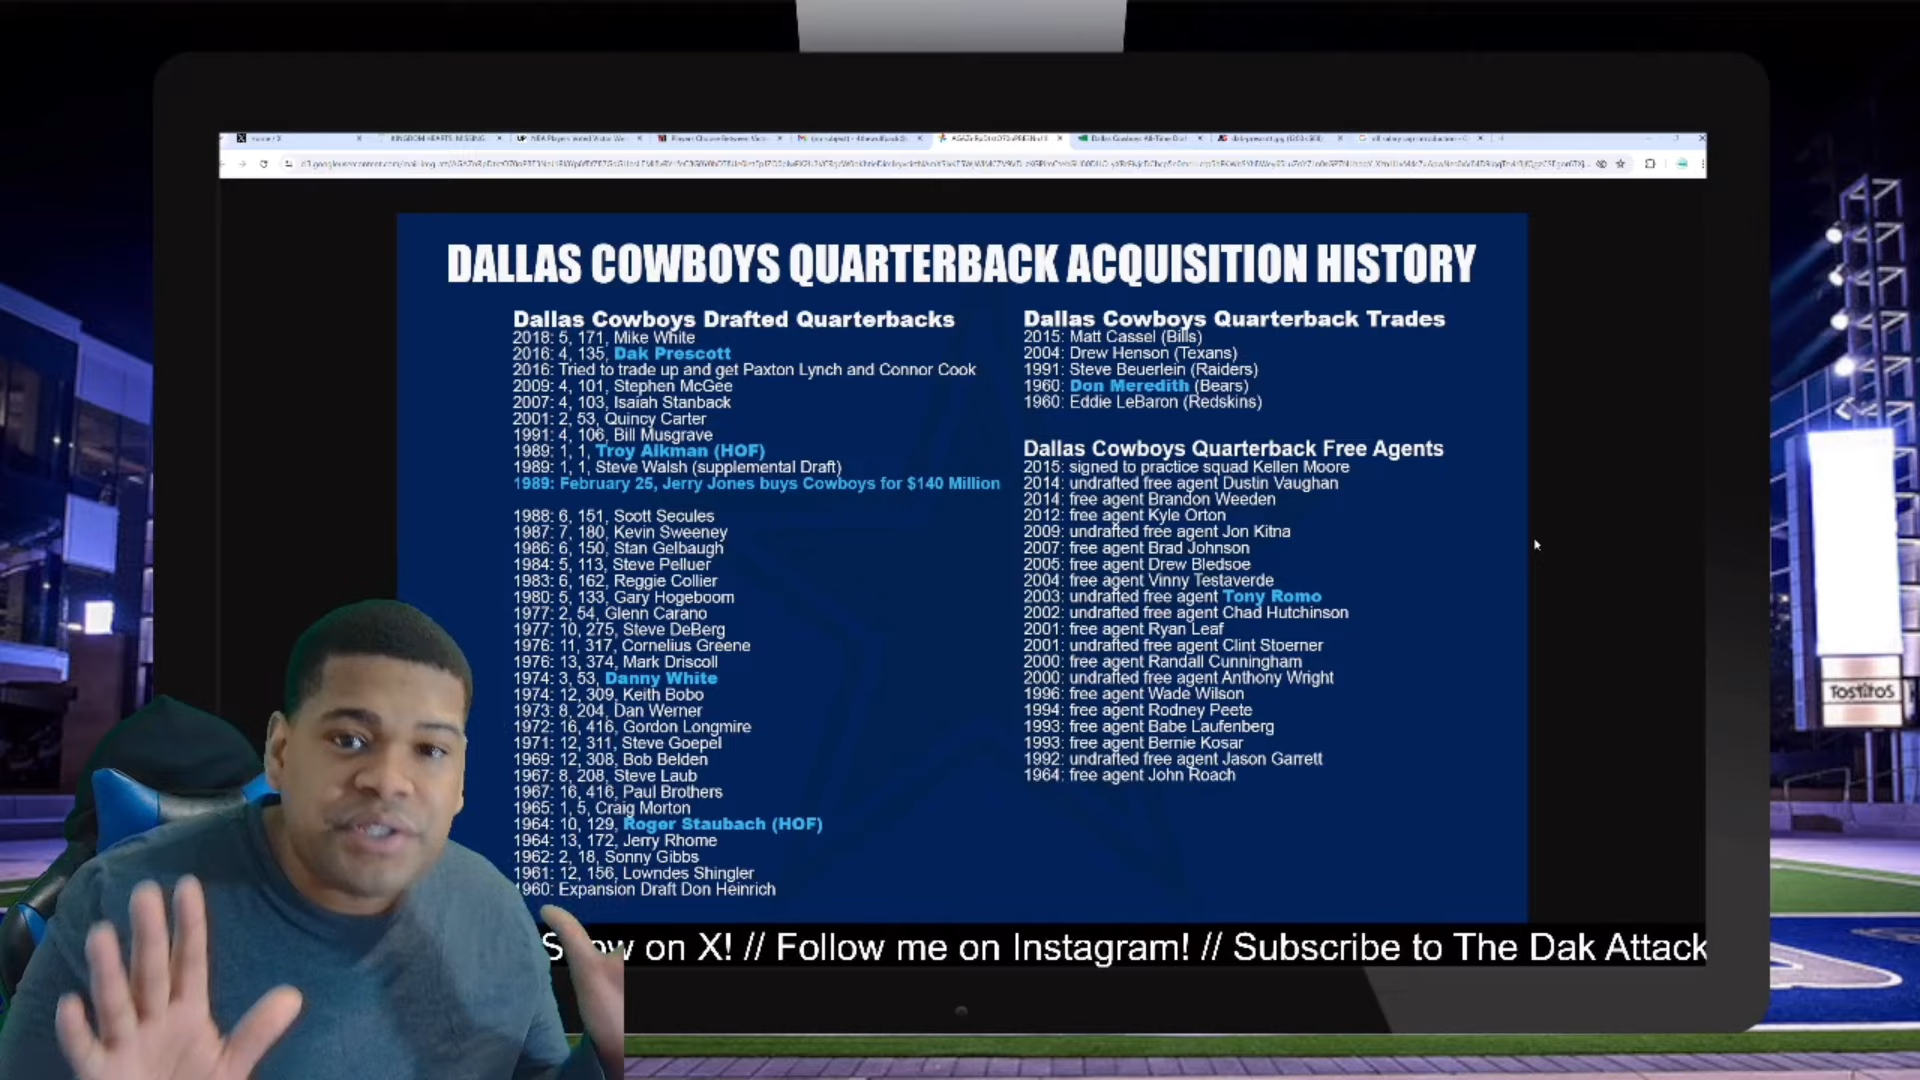 KINGDOM HEARTS: MISSING
DALLAS COWBOYS QUARTERBACK ACQUISITION HISTORY
Dallas Cowboys Drafted Quarterbacks
2018: 5, 171, Mike White
2016: 4, 135, Dak Prescott
2016: Tried to trade up and get Paxton Lynch and Connor Cook
2009: 4, 101, Stephen McGee
2007: 4, 103, Isaiah Stanback
2001: 2, 53, Quincy Carter
1991: 4, 106, Bill Musgrave
1989: 1, 1, Troy Aikman (HOF)
1989: 1, 1, Steve Walsh (supplemental Draft)
1989: February 25, Jerry Jones buys Cowboys for $140 Million
1988: 6, 151, Scott Secules
1987: 7, 180, Kevin Sweeney
1986: 6, 150, Stan Gelbaugh
1984: 5, 113, Steve Pelluer
1983: 6, 162, Reggie Collier
1980: 5, 133, Gary Hogeboom
1977: 2, 54, Glenn Carano
1977: 10, 275, Steve DeBerg
1976: 11, 317, Cornelius Greene
1976: 13, 374, Mark Driscoll
1974: 3, 53, Danny White
1974: 12, 309, Keith Bobo
1973: 8, 204, Dan Werner
1972: 16, 416, Gordon Longmire
1971: 12, 311, Steve Goepel
1969: 12, 308, Bob Belden
1967: 8, 208, Steve Laub
1967: 16, 416, Paul Brothers
1965: 1, 5, Craig Morton
1964: 10, 129, Roger Staubach (HOF)
1964: 13, 172, Jerry Rhome
1962: 2, 18, Sonny Gibbs
1961: 12, 156, Lowndes Shingler
1960: Expansion Draft Don Heinrich
Dallas Cowboys Quarterback Trades
2015: Matt Cassel (Bills)
2004: Drew Henson (Texans)
1991: Steve Beuerlein (Raiders)
1960: Don Meredith (Bears)
1960: Eddie LeBaron (Redskins)
Dallas Cowboys Quarterback Free Agents
2015: signed to practice squad Kellen Moore
2014: undrafted free agent Dustin Vaughan
2014: free agent Brandon Weeden
2012: free agent Kyle Orton
2009: undrafted free agent Jon Kitna
2007: free agent Brad Johnson
2005: free agent Drew Bledsoe
2004: free agent Vinny Testaverde
2003: undrafted free agent Tony Romo
2002: undrafted free agent Chad Hutchinson
2001: free agent Ryan Leaf
2001: undrafted free agent Clint Stoerner
2000: free agent Randall Cunningham
2000: undrafted free agent Anthony Wright
1996: free agent Wade Wilson
1994: free agent Rodney Peete
1993: free agent Babe Laufenberg
1993: free agent Bernie Kosar
1992: undrafted free agent Jason Garrett
1964: free agent John Roach
TOSTITOS
on X! // Follow me on Instagram! // Subscribe to The Dak Attack